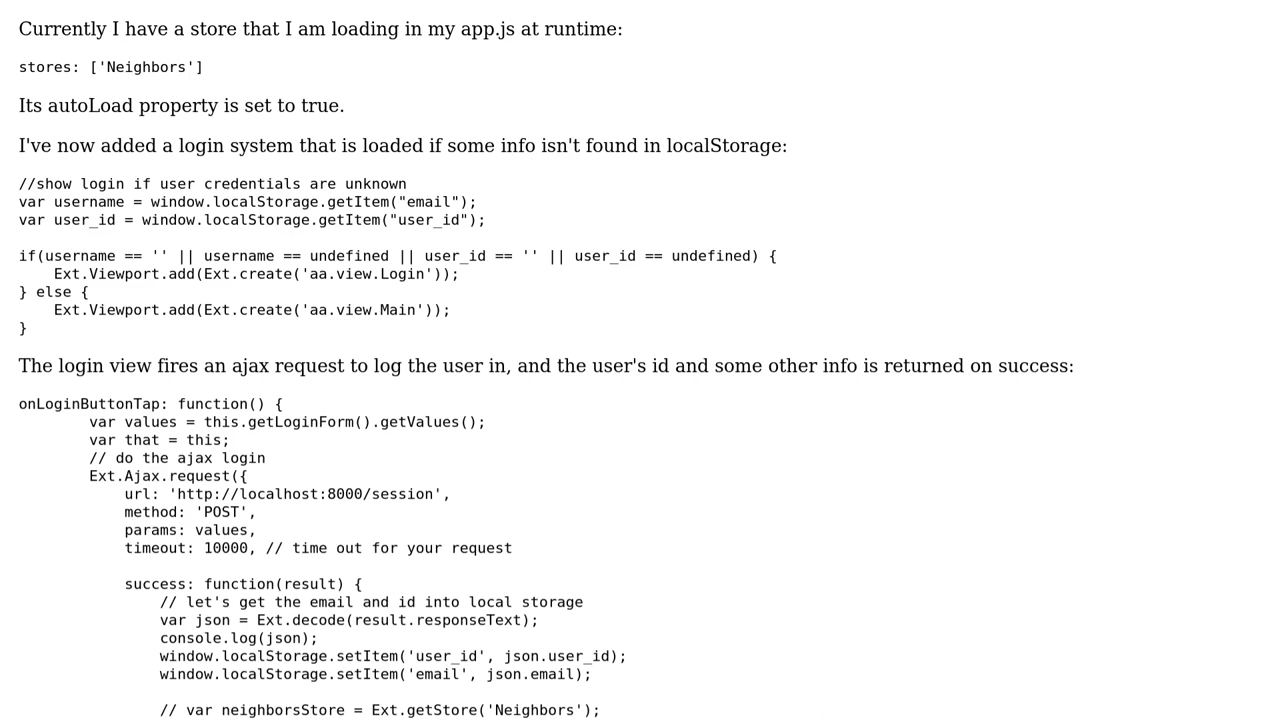 Currently I have a store that I am loading in my app.js at runtime:
stores: ['Neighbors']
Its autoLoad property is set to true.
I've now added a login system that is loaded if some info isn't found in localStorage:
//show login if user credentials are unknown
var username = window.localStorage.getItem("email");
var user_id = window.localStorage.getItem("user_id");
if(username == '' || username == undefined || user_id == '' || user_id == undefined) {
    Ext.Viewport.add(Ext.create('aa.view.Login'));
} else {
    Ext.Viewport.add(Ext.create('aa.view.Main'));
}
The login view fires an ajax request to log the user in, and the user's id and some other info is returned on success:
onLoginButtonTap: function() {
        var values = this.getLoginForm().getValues();
        var that = this;
        // do the ajax login
        Ext.Ajax.request({
            url: 'http://localhost:8000/session',
            method: 'POST',
            params: values,
            timeout: 10000, // time out for your request
            success: function(result) {
                // let's get the email and id into local storage
                var json = Ext.decode(result.responseText);
                console.log(json);
                window.localStorage.setItem('user_id', json.user_id);
                window.localStorage.setItem('email', json.email);
                // var neighborsStore = Ext.getStore('Neighbors');